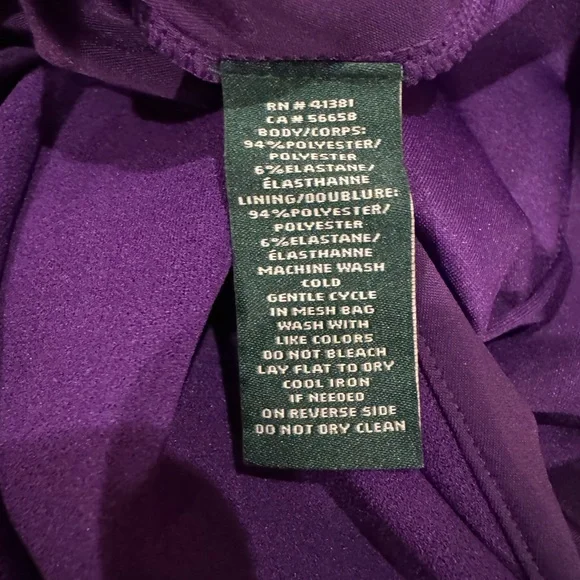 RN # 41381
CA # 56658
BODY/CORPS:
94%POLYESTER/
POLYESTER
6%ELASTANE/
ÉLASTHANNE
LINING/DOUBLURE:
94%POLYESTER/
POLYESTER
6%ELASTANE/
ÉLASTHANNE
MACHINE WASH
COLD
GENTLE CYCLE
IN MESH BAG
WASH WITH
LIKE COLORS
DO NOT BLEACH
LAY FLAT TO DRY
COOL IRON
IF NEEDED
ON REVERSE SIDE
DO NOT DRY CLEAN